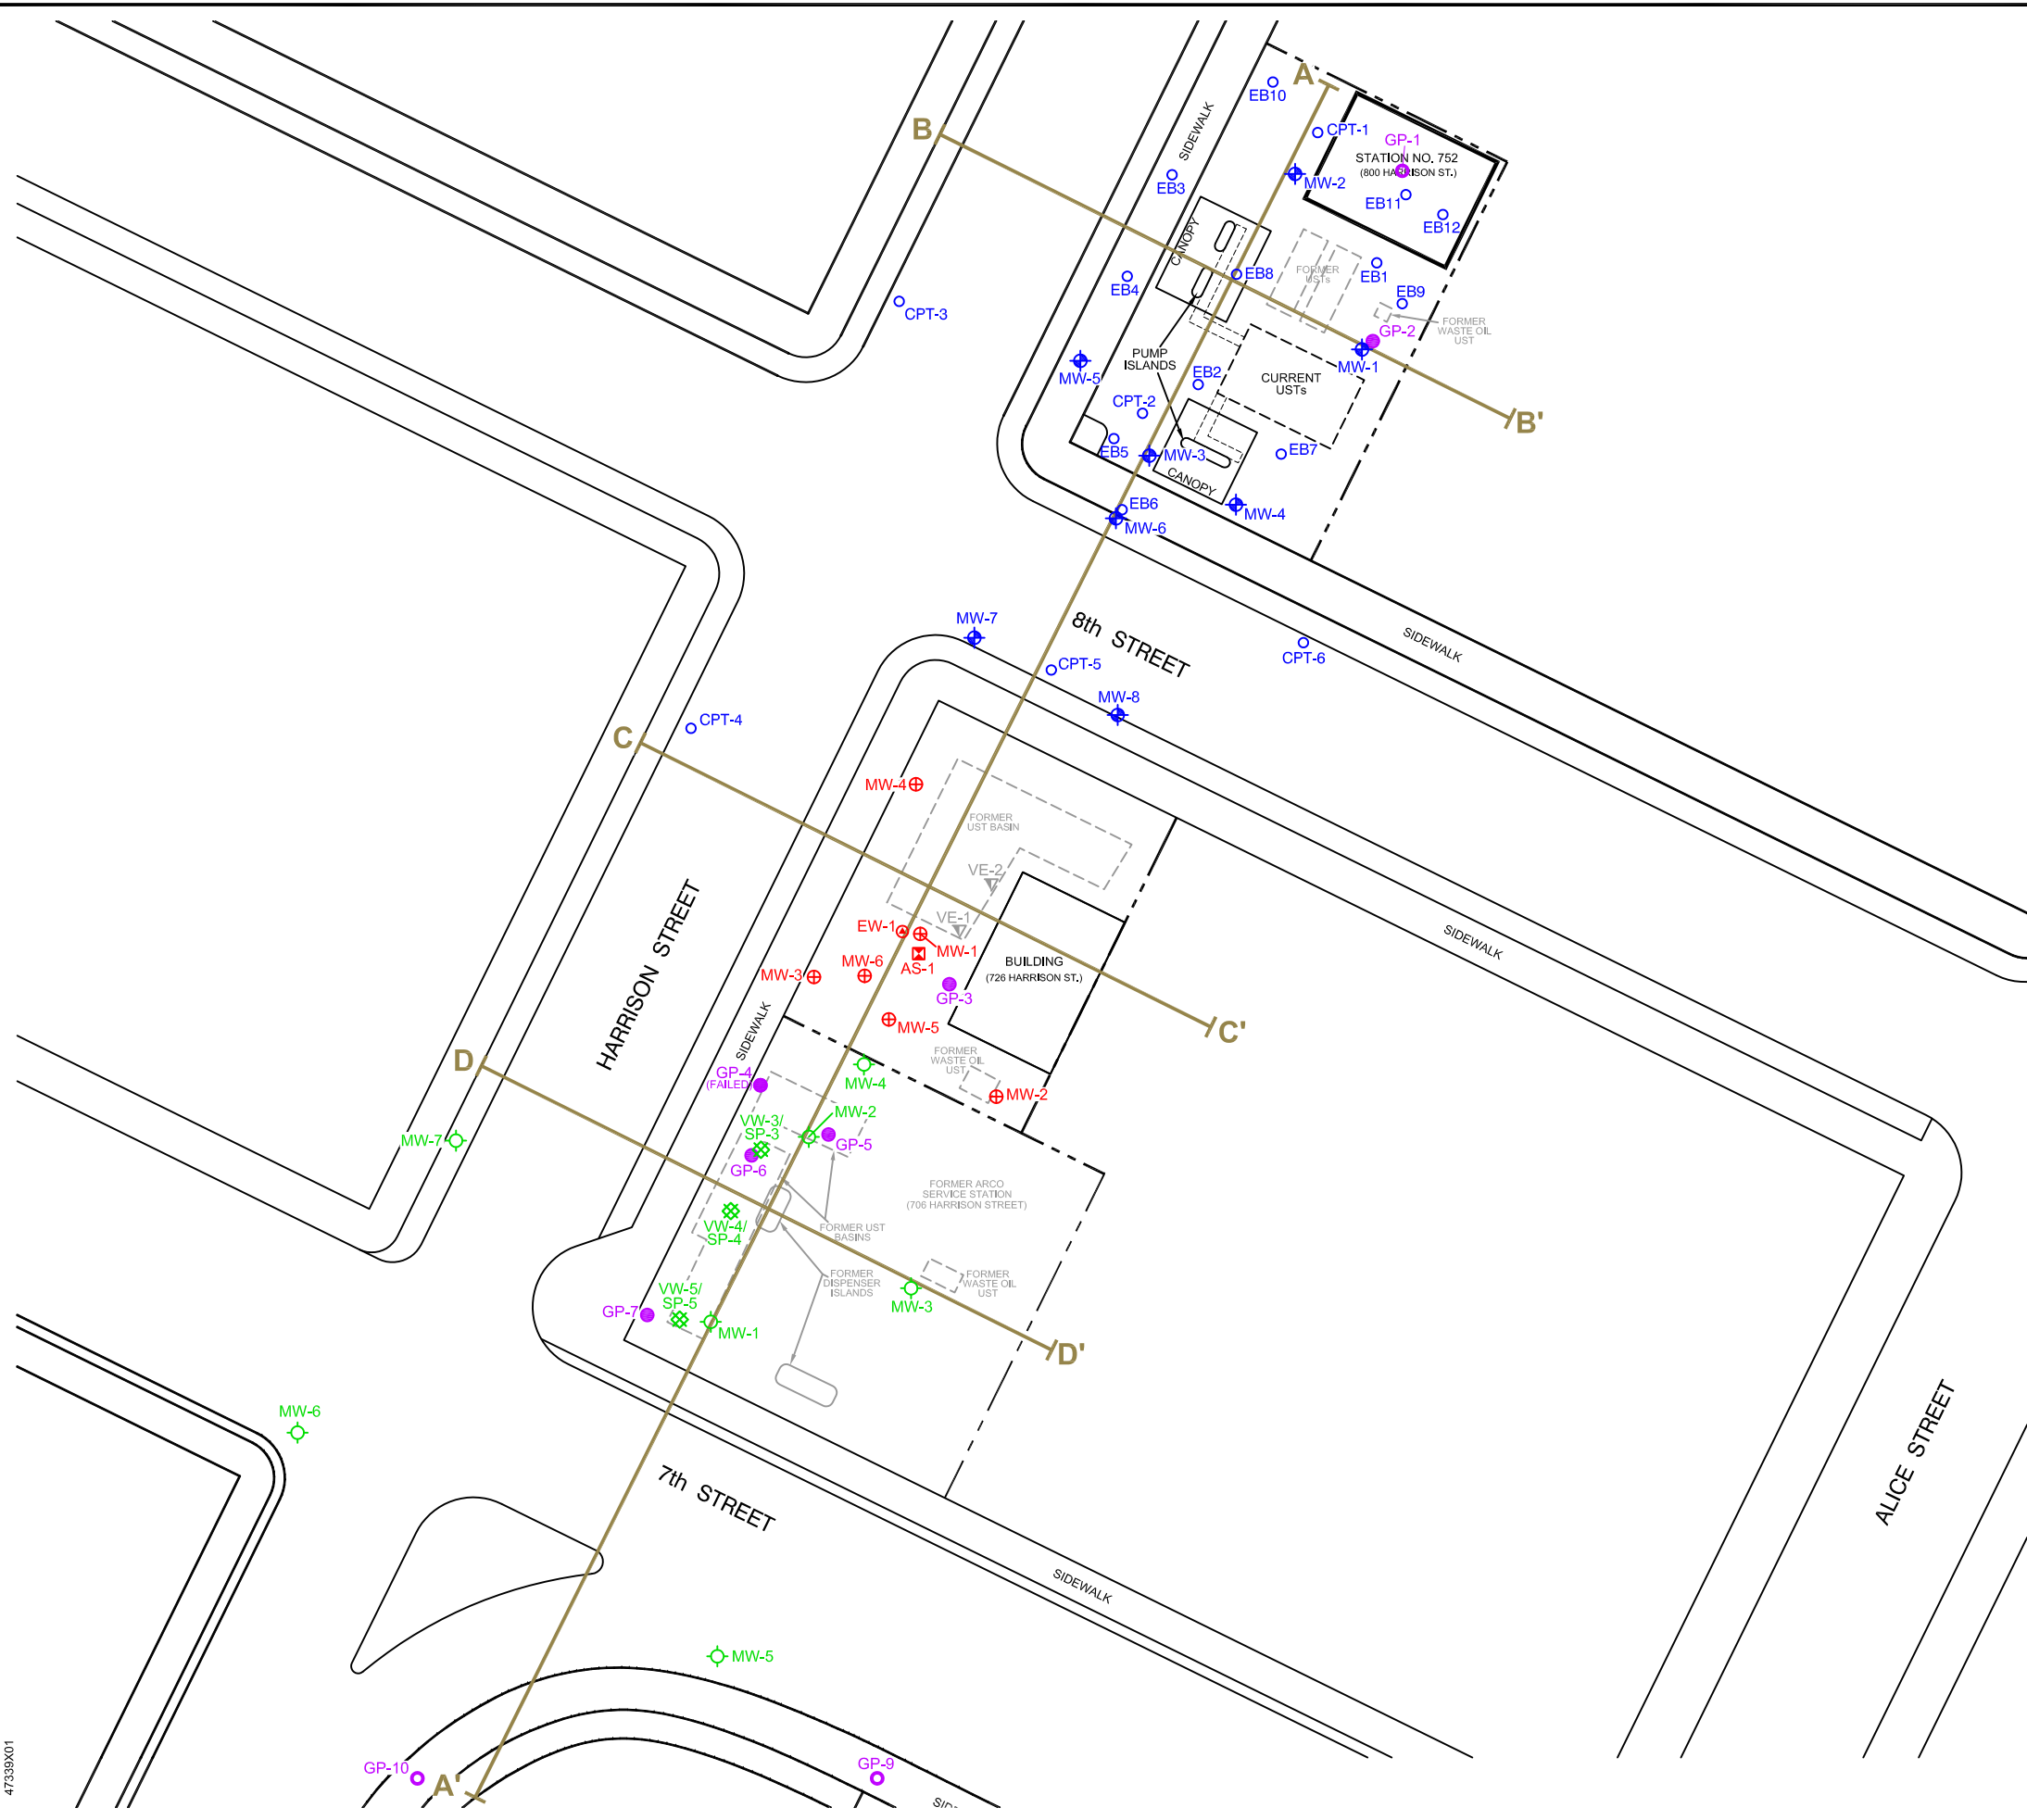 A
EB10
B
SIDEWALK
CPT-1
GP-1
STATION NO. 752
(800 HARRISON ST.)
MW-2
EB3
EB11
EB12
CANOPY
EB8
FORMER
USTs
EB1
EB4
EB9
CPT-3
FORMER
WASTE OIL
UST
GP-2
PUMP
ISLANDS
MW-1
MW-5
EB2
CURRENT
USTs
CPT-2
B'
EB5
MW-3
EB7
CANOPY
EB6
MW-4
MW-6
MW-7
8th STREET
SIDEWALK
CPT-5
CPT-6
MW-8
CPT-4
C
MW-4
FORMER
UST BASIN
VE-2
HARRISON STREET
VE-1
EW-1
MW-1
SIDEWALK
MW-6
AS-1
BUILDING
(726 HARRISON ST.)
MW-3
GP-3
SIDEWALK
MW-5
C'
D
FORMER
WASTE OIL
UST
GP-4
(FAILED)
MW-4
MW-2
MW-2
VW-3/
SP-3
MW-7
GP-5
GP-6
FORMER ARCO
SERVICE STATION
(706 HARRISON STREET)
VW-4/
SP-4
FORMER UST
BASINS
FORMER
DISPENSER
ISLANDS
FORMER
WASTE OIL
UST
VW-5/
SP-5
MW-3
GP-7
MW-1
D'
MW-6
ALICE STREET
7th STREET
SIDEWALK
MW-5
47339X01
GP-10
A'
GP-9